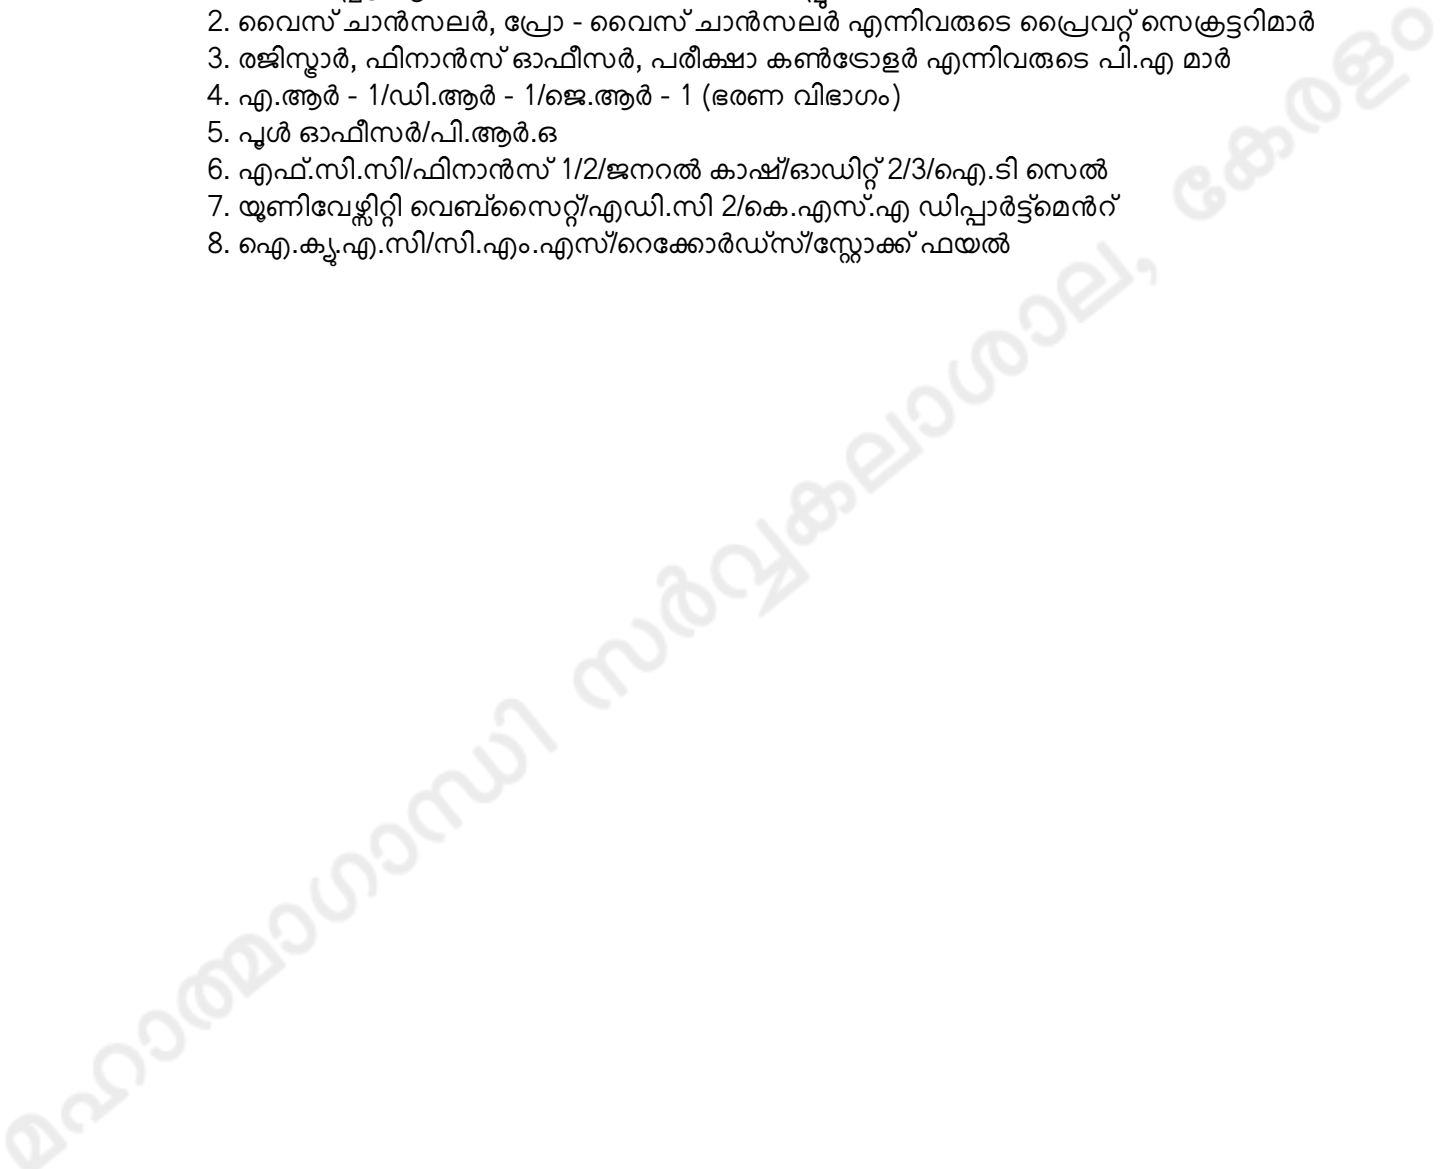 2. വൈസ് ചാൻസലർ, പ്രോ - വൈസ് ചാൻസലർ എന്നിവരുടെ പ്രൈവറ്റ് സെക്രട്ടറിമാർ
3. രജിസ്ട്രാർ, ഫിനാൻസ് ഓഫീസർ, പരീക്ഷാ കൺട്രോളർ എന്നിവരുടെ പി.എ മാർ
4. എ.ആർ - 1/ഡി.ആർ - 1/ജെ.ആർ - 1 (ഭരണ വിഭാഗം)
5. പൂൾ ഓഫീസർ/പി.ആർ.ഒ
6. എഫ്.സി.സി/ഫിനാൻസ് 1/2/ജനറൽ കാഷ്/ഓഡിറ്റ് 2/3/ഐ.ടി സെൽ
7. യൂണിവേഴ്സിറ്റി വെബ്സൈറ്റ്/എഡി.സി 2/കെ.എസ്.എ ഡിപ്പാർട്ട്മെൻറ്
8. ഐ.ക്യു.എ.സി/സി.എം.എസ്/റെക്കോർഡ്സ്/സ്റ്റോക്ക് ഫയൽ
മഹാത്മാഗാന്ധി സർവ്വകലാശാല, കേരളം